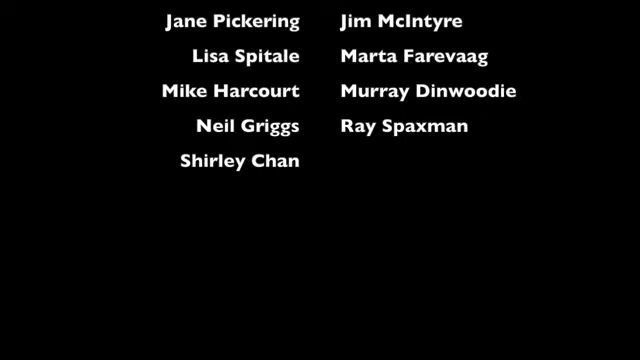 Jane Pickering Jim McIntyre
Lisa Spitale Marta Farevaag
Mike Harcourt Murray Dinwoodie
Neil Griggs Ray Spaxman
Shirley Chan